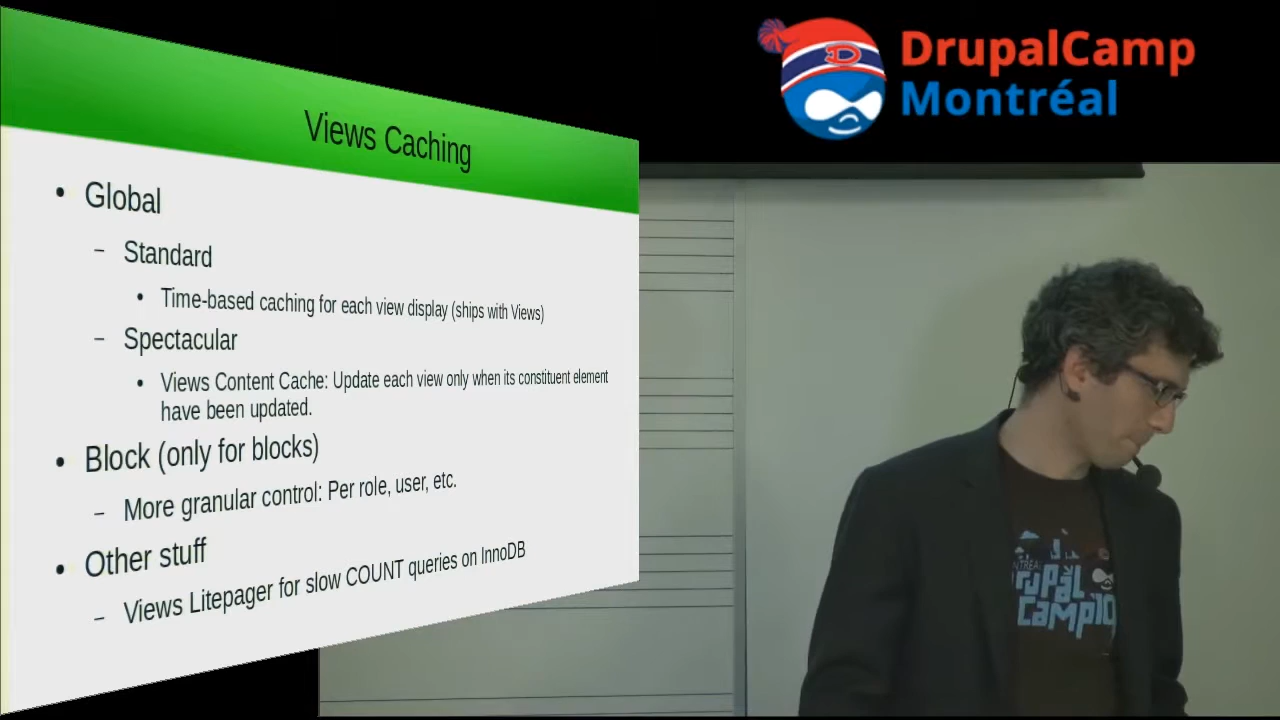 DrupalCamp
Montréal
Views Caching
• Global
– Standard
• Time-based caching for each view display (ships with Views)
– Spectacular
• Views Content Cache: Update each view only when its constituent element
have been updated.
• Block (only for blocks)
– More granular control: Per role, user, etc.
• Other stuff
– Views Litepager for slow COUNT queries on InnoDB
D